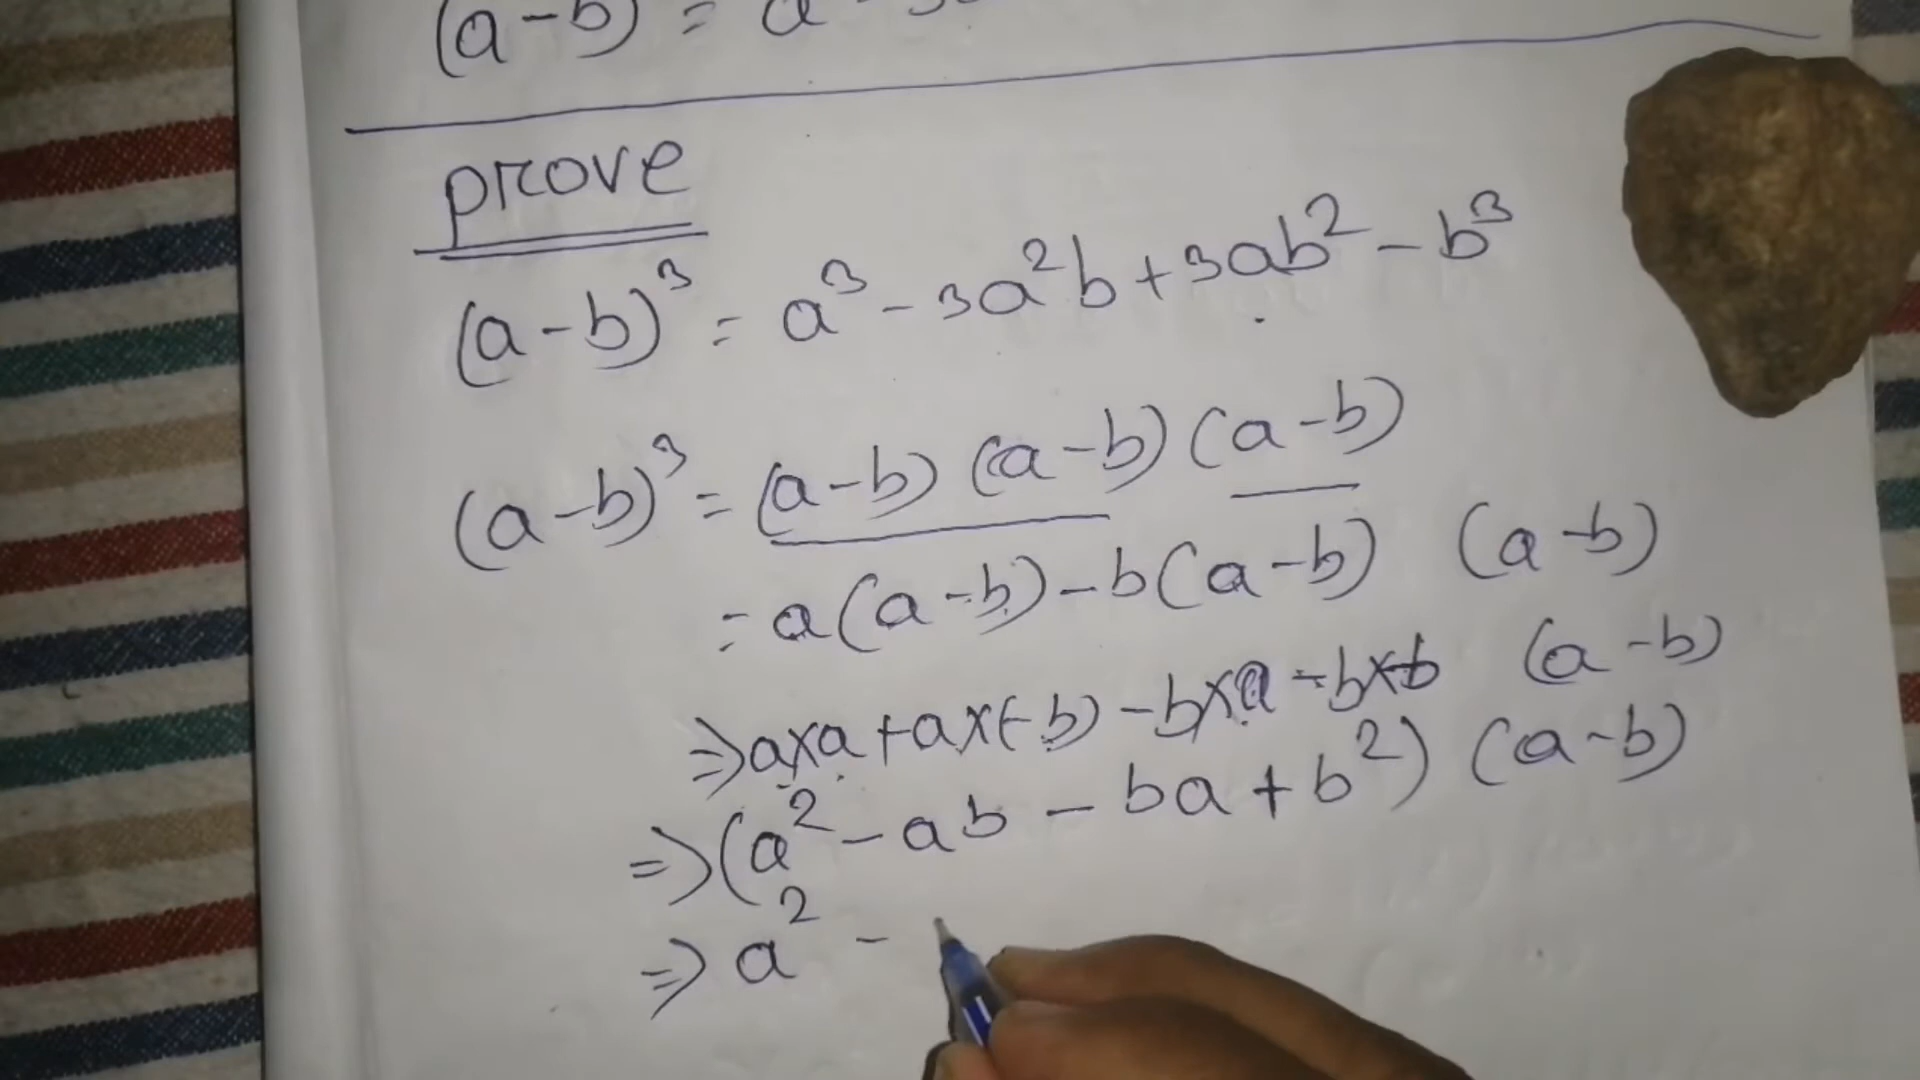 (a-b) = a
prove
(a-b)³ = a³ - 3a²b + 3ab² - b³
(a-b)³ = (a-b) (a-b) (a-b)
= a(a-b) - b(a-b) (a-b)
⇒ a×a + a×(-b) - b×a - b×-b (a-b)
⇒ (a² - ab - ba + b²) (a-b)
⇒ a² -